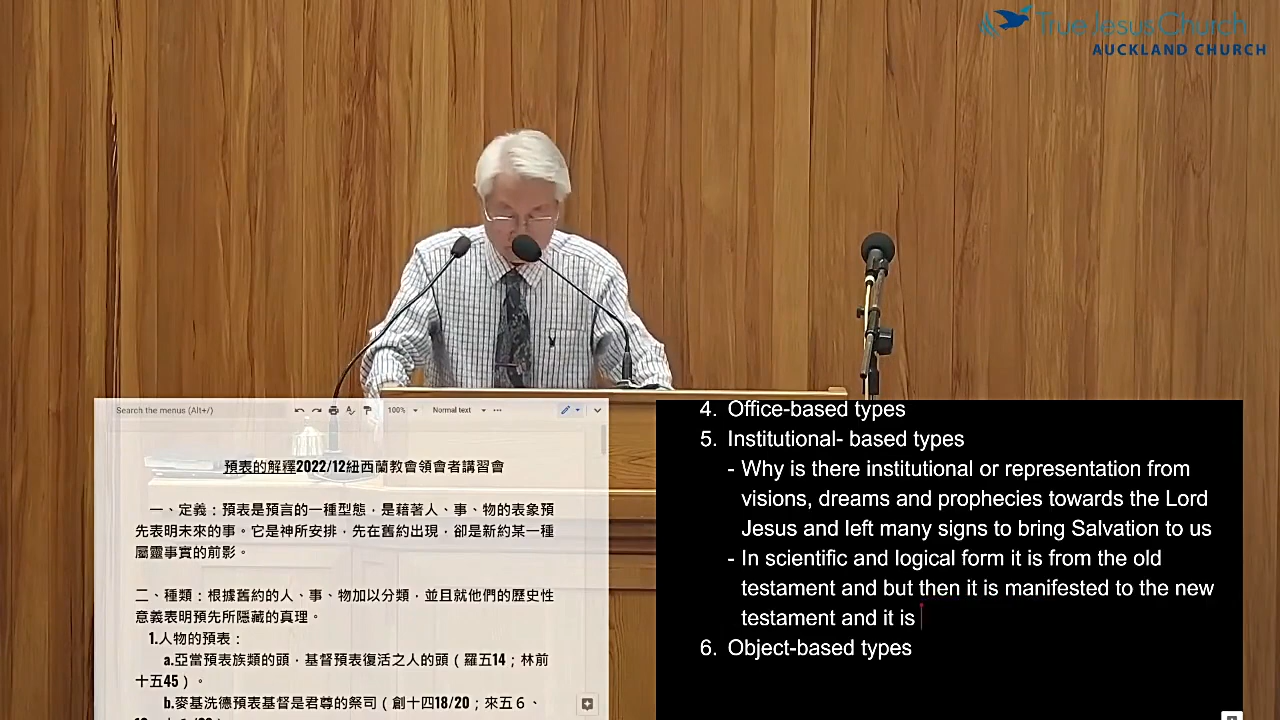 True Jesus Church
AUCKLAND CHURCH
Search the menus (Alt+/)
100%
Normal text
預表的解釋2022/12紐西蘭教會領會者講習會
一、定義：預表是預言的一種型態，是藉著人、事、物的表象預
先表明未來的事。它是神所安排，先在舊約出現，卻是新約某一種
屬靈事實的前影。
二、種類：根據舊約的人、事、物加以分類，並且就他們的歷史性
意義表明預先所隱藏的真理。
1.人物的預表：
a.亞當預表族類的頭，基督預表復活之人的頭（羅五14；林前
十五45）。
b.麥基洗德預表基督是君尊的祭司（創十四18/20；來五６、
4. Office-based types
5. Institutional- based types
- Why is there institutional or representation from
visions, dreams and prophecies towards the Lord
Jesus and left many signs to bring Salvation to us
- In scientific and logical form it is from the old
testament and but then it is manifested to the new
testament and it is
6. Object-based types